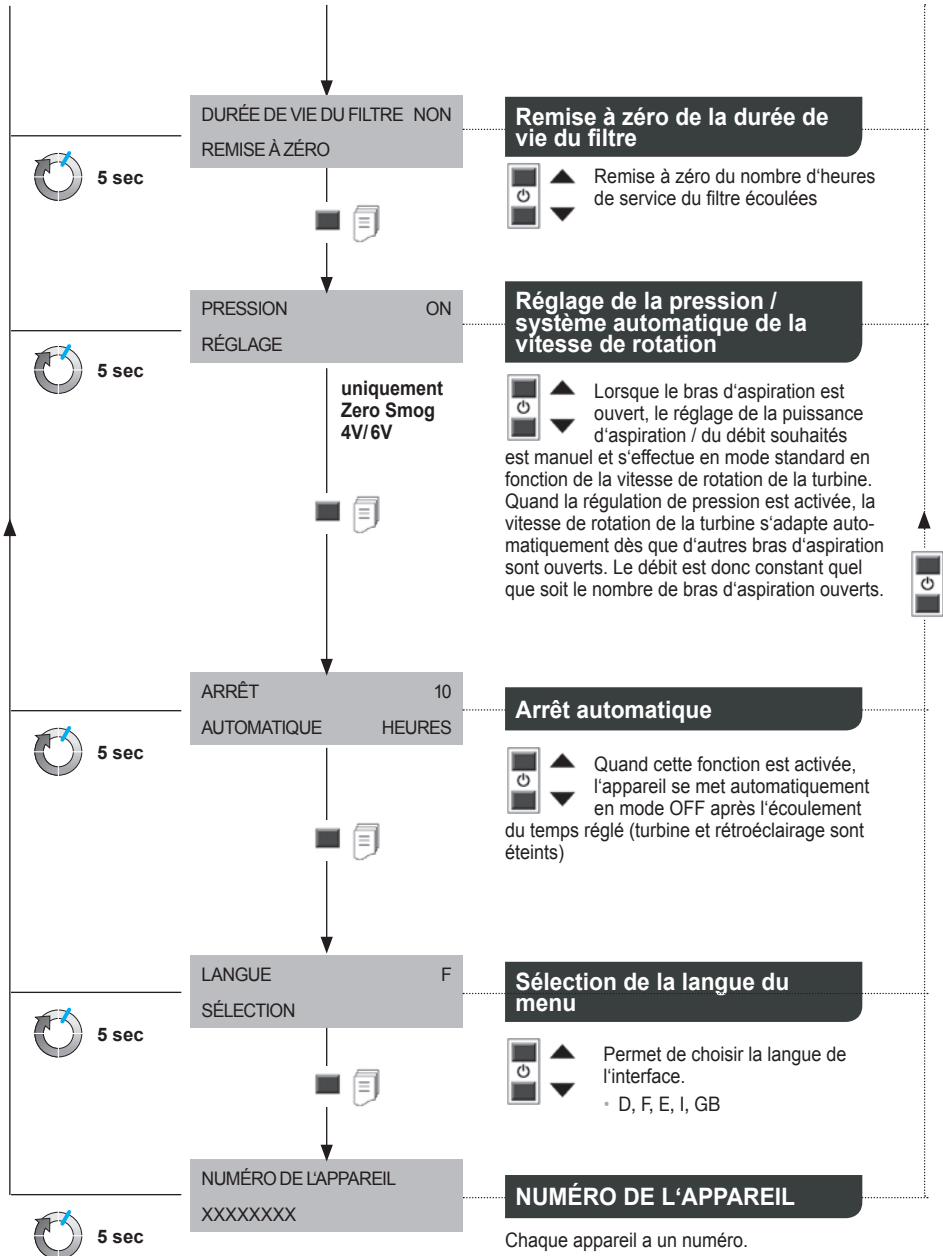 DURÉE DE VIE DU FILTRE NON
REMISE À ZÉRO
5 sec
Remise à zéro de la durée de
vie du filtre
Remise à zéro du nombre d‘heures
de service du filtre écoulées
PRESSION ON
RÉGLAGE
5 sec
uniquement
Zero Smog
4V/ 6V
Réglage de la pression /
système automatique de la
vitesse de rotation
Lorsque le bras d‘aspiration est
ouvert, le réglage de la puissance
d‘aspiration / du débit souhaités
est manuel et s‘effectue en mode standard en
fonction de la vitesse de rotation de la turbine.
Quand la régulation de pression est activée, la
vitesse de rotation de la turbine s‘adapte auto-
matiquement dès que d‘autres bras d‘aspiration
sont ouverts. Le débit est donc constant quel
que soit le nombre de bras d‘aspiration ouverts.
ARRÊT 10
AUTOMATIQUE HEURES
5 sec
Arrêt automatique
Quand cette fonction est activée,
l‘appareil se met automatiquement
en mode OFF après l‘écoulement
du temps réglé (turbine et rétroéclairage sont
éteints)
LANGUE F
SÉLECTION
5 sec
Sélection de la langue du
menu
Permet de choisir la langue de
l‘interface.
• D, F, E, I, GB
NUMÉRO DE L‘APPAREIL
XXXXXXXX
5 sec
NUMÉRO DE L‘APPAREIL
Chaque appareil a un numéro.